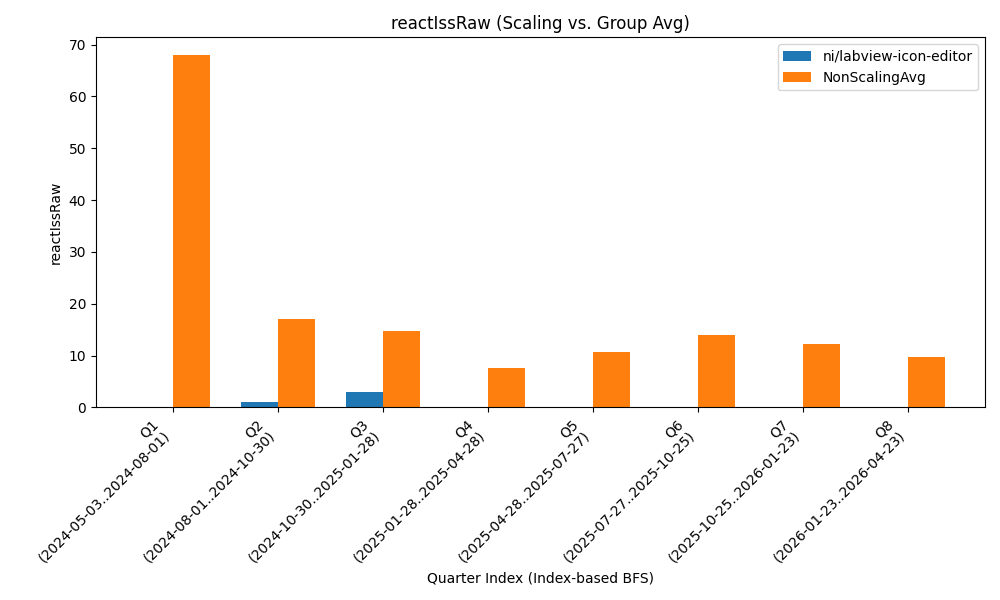 reactIssRaw (Scaling vs. Group Avg)
ni/labview-icon-editor
NonScalingAvg
reactIssRaw
70
60
50
40
30
20
10
0
Q1
(2024-05-03..2024-08-01)
Q2
(2024-08-01..2024-10-30)
Q3
(2024-10-30..2025-01-28)
Q4
(2025-01-28..2025-04-28)
Q5
(2025-04-28..2025-07-27)
Q6
(2025-07-27..2025-10-25)
Q7
(2025-10-25..2026-01-23)
Q8
(2026-01-23..2026-04-23)
Quarter Index (Index-based BFS)